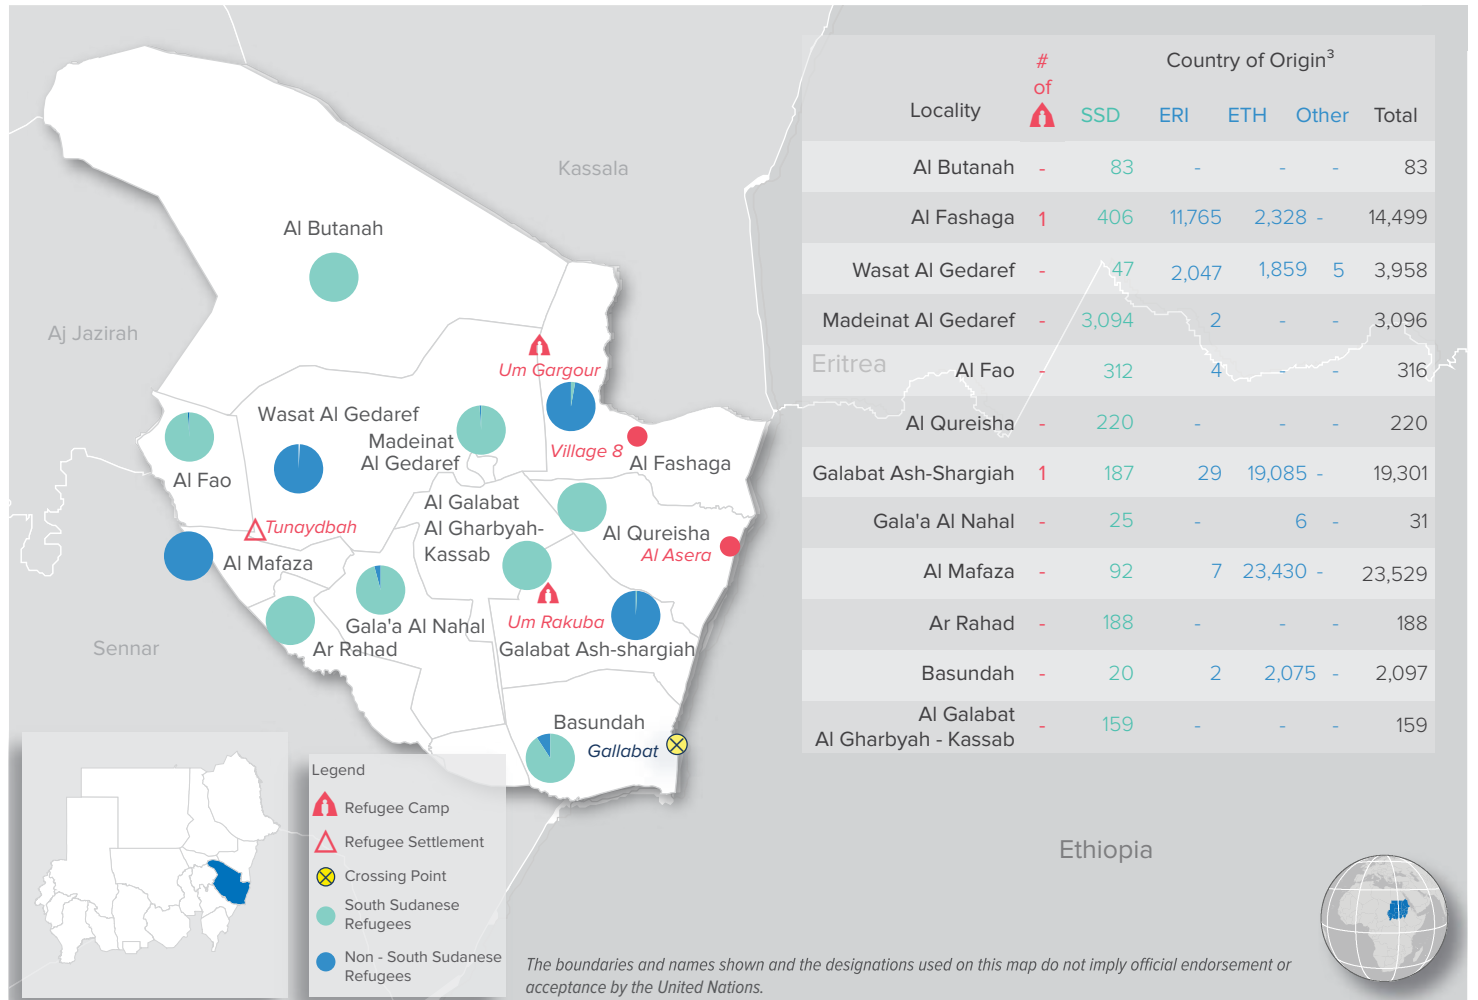 Kassala
Al Butanah
Aj Jazirah
Um Gargour
Wasat Al Gedaref
Madeinat
Al Gedaref
Village 8
Al Fashaga
Al Fao
Al Galabat
Al Gharbyah-
Kassab
Al Qureisha
Al Asera
Tunaydbah
Al Mafaza
Um Rakuba
Gala'a Al Nahal
Ar Rahad
Galabat Ash-shargiah
Sennar
Basundah
Gallabat
Eritrea
Ethiopia
# of Country of Origin³
Locality SSD ERI ETH Other Total
Al Butanah - 83 - - - 83
Al Fashaga 1 406 11,765 2,328 - 14,499
Wasat Al Gedaref - 47 2,047 1,859 5 3,958
Madeinat Al Gedaref - 3,094 2 - - 3,096
Al Fao - 312 4 - - 316
Al Qureisha - 220 - - - 220
Galabat Ash-Shargiah 1 187 29 19,085 - 19,301
Gala'a Al Nahal - 25 - 6 - 31
Al Mafaza - 92 7 23,430 - 23,529
Ar Rahad - 188 - - - 188
Basundah - 20 2 2,075 - 2,097
Al Galabat
Al Gharbyah - Kassab - 159 - - - 159
Legend
Refugee Camp
Refugee Settlement
Crossing Point
South Sudanese
Refugees
Non - South Sudanese
Refugees
The boundaries and names shown and the designations used on this map do not imply official endorsement or
acceptance by the United Nations.